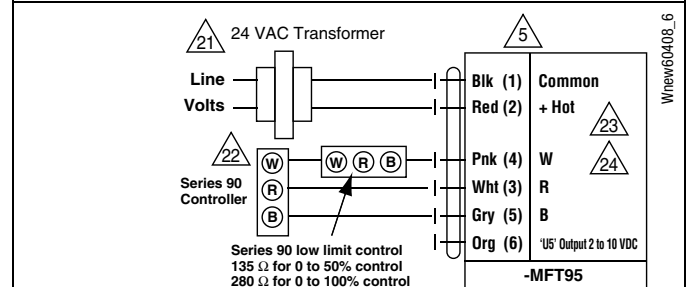 21 24 VAC Transformer
5
Line
Volts
Blk (1) Common
Red (2) + Hot
23
22
W W R B
Pnk (4) W
24
Series 90
Controller
R
Wht (3) R
B
Gry (5) B
Org (6) 'U5' Output 2 to 10 VDC
Series 90 low limit control
135 Ω for 0 to 50% control
280 Ω for 0 to 100% control
-MFT95
Wnew60408_6